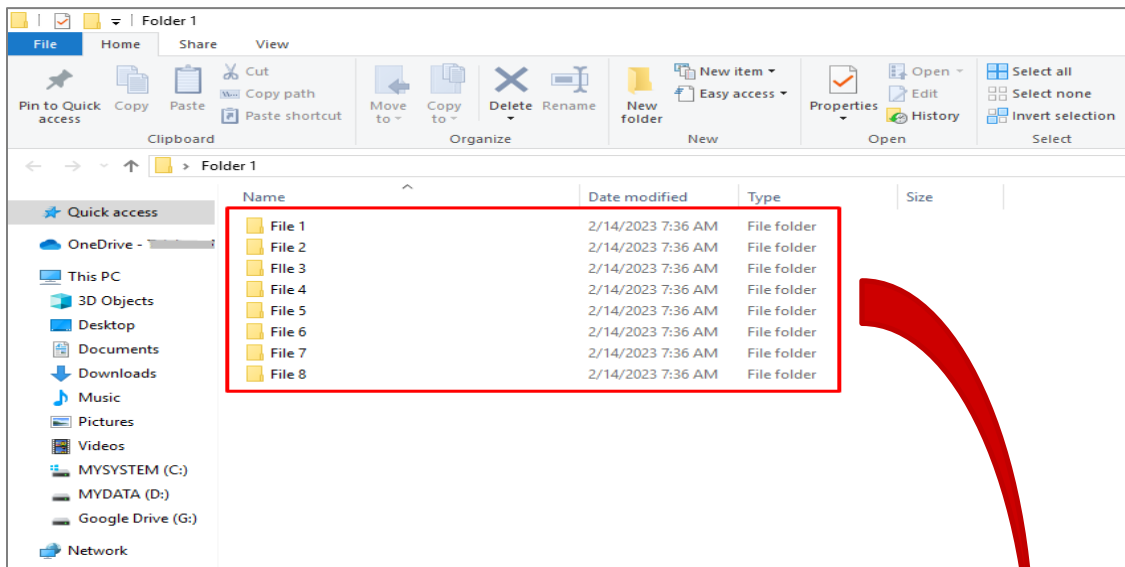 Folder 1
File Home Share View
Pin to Quick access
Copy
Paste
Cut
Copy path
Paste shortcut
Clipboard
Move to
Copy to
Delete
Rename
Organize
New folder
New item
Easy access
New
Properties
Open
Edit
History
Open
Select all
Select none
Invert selection
Select
Folder 1
Name Date modified Type Size
Quick access
OneDrive -
This PC
3D Objects
Desktop
Documents
Downloads
Music
Pictures
Videos
MYSYSTEM (C:)
MYDATA (D:)
Google Drive (G:)
Network
File 1 2/14/2023 7:36 AM File folder
File 2 2/14/2023 7:36 AM File folder
FIle 3 2/14/2023 7:36 AM File folder
File 4 2/14/2023 7:36 AM File folder
File 5 2/14/2023 7:36 AM File folder
File 6 2/14/2023 7:36 AM File folder
File 7 2/14/2023 7:36 AM File folder
File 8 2/14/2023 7:36 AM File folder